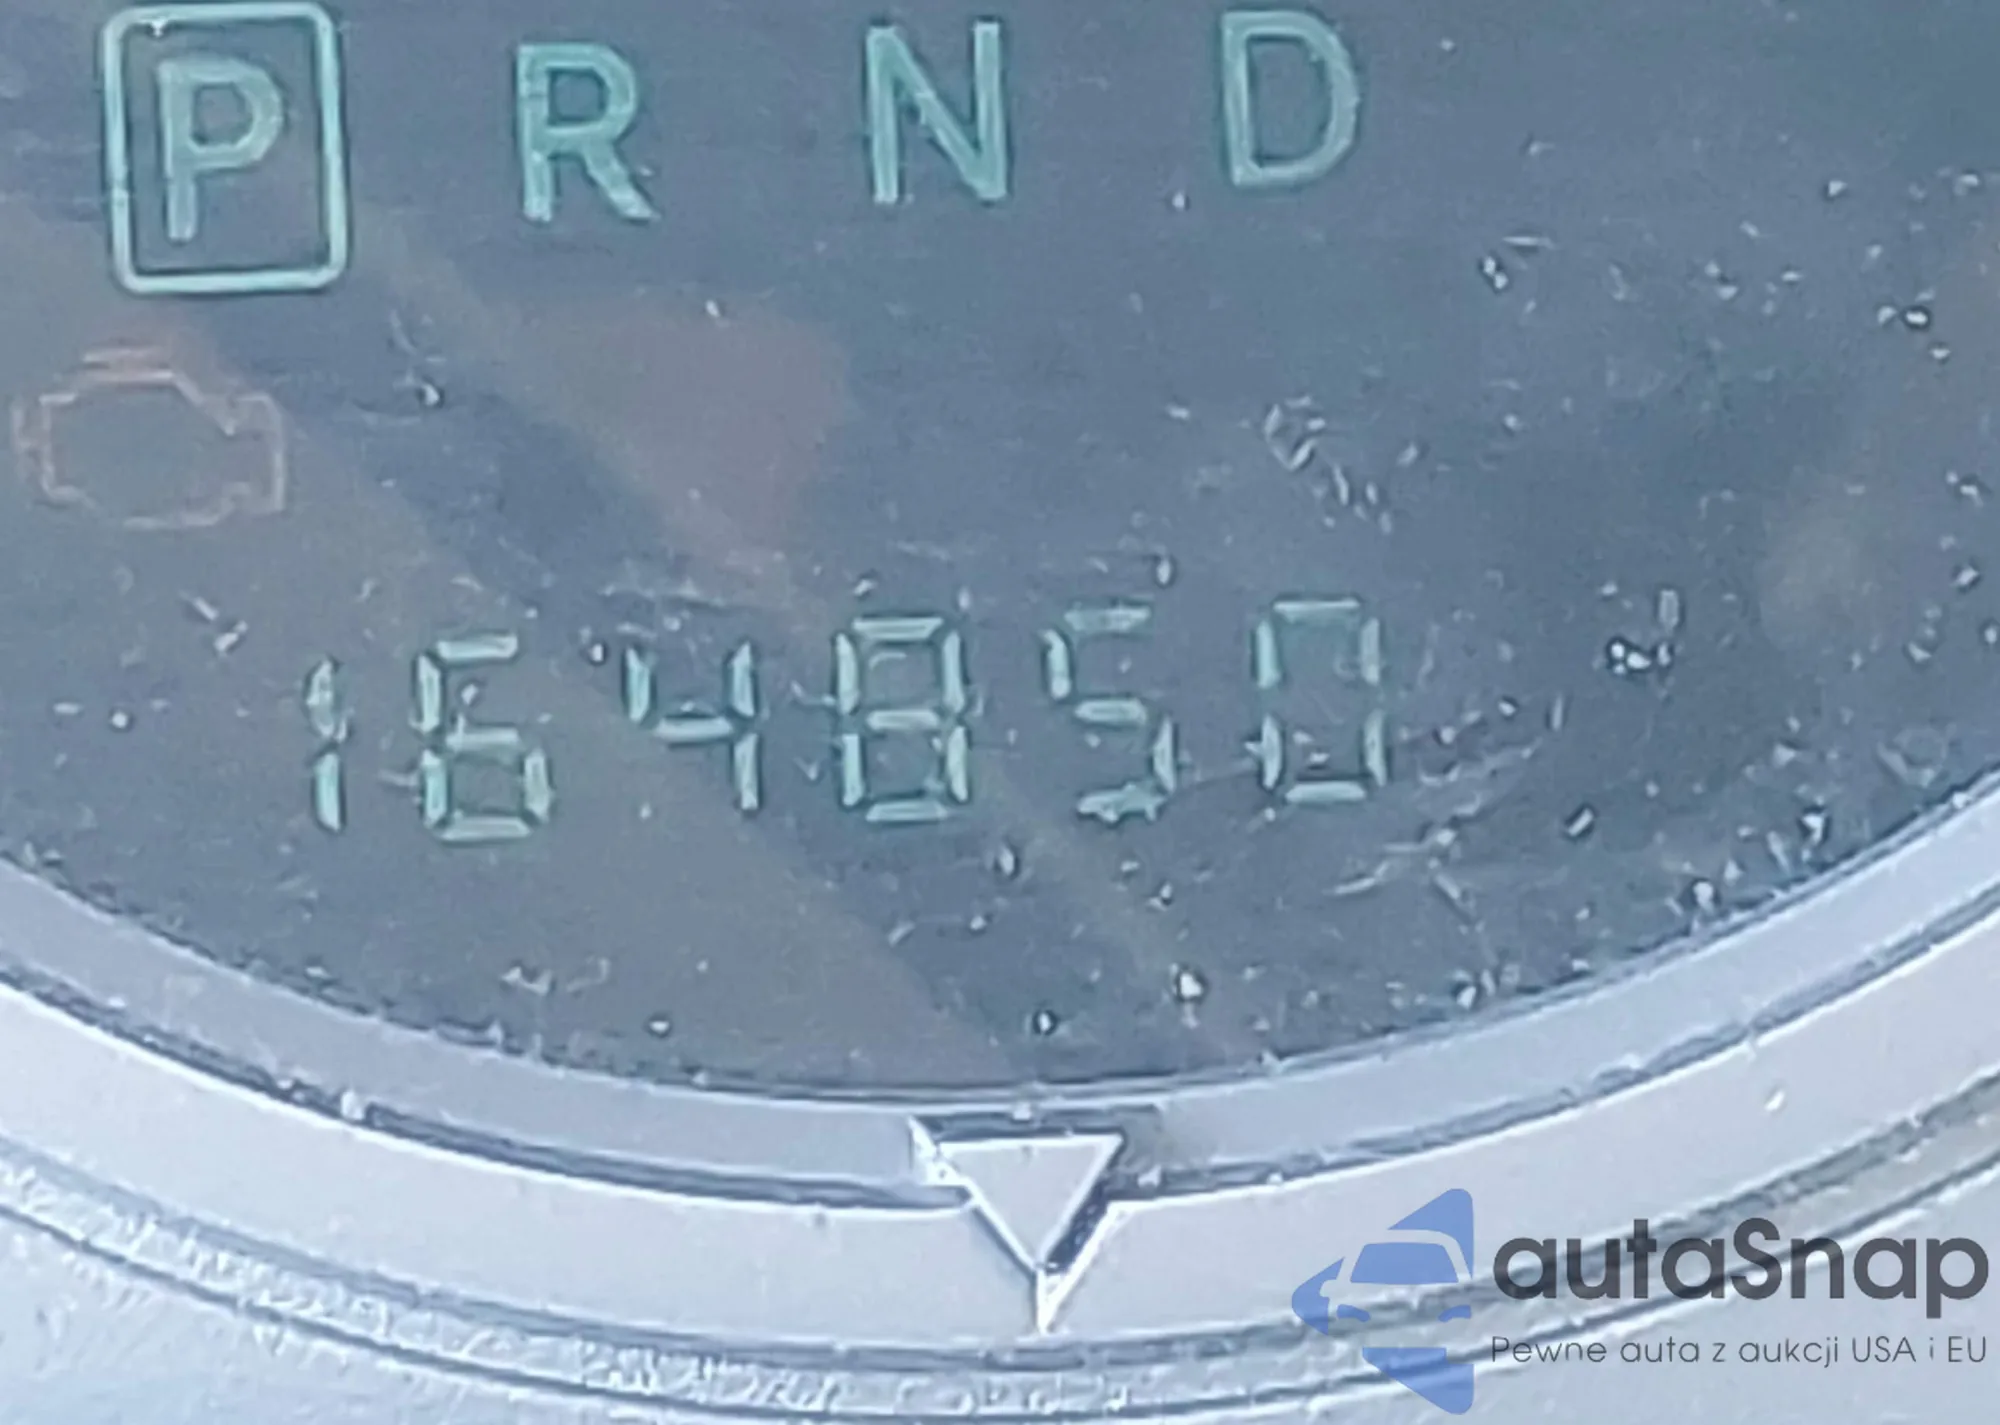 P R N D
164850
autaSnap
Pewne auta z aukcji USA i EU